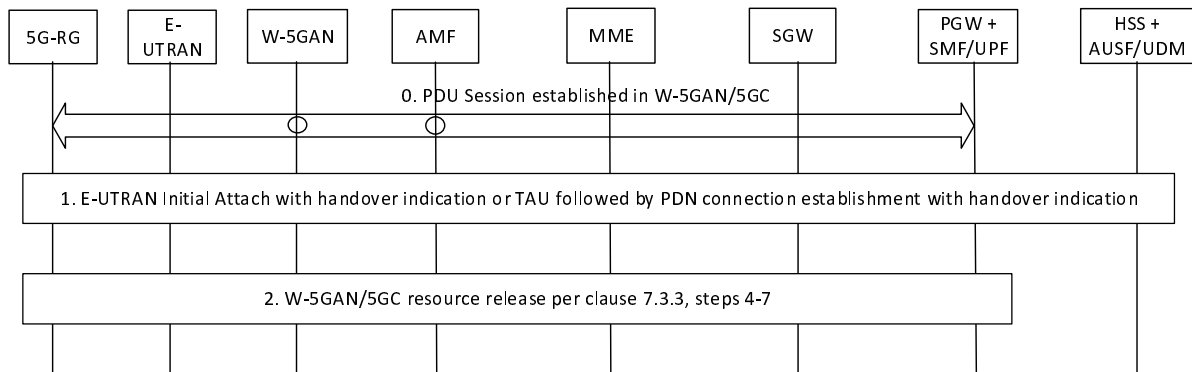 5G-RG
E-
UTRAN
W-5GAN
AMF
MME
SGW
PGW +
SMF/UPF
HSS +
AUSF/UDM
0. PDU Session established in W-5GAN/5GC
1. E-UTRAN Initial Attach with handover indication or TAU followed by PDN connection establishment with handover indication
2. W-5GAN/5GC resource release per clause 7.3.3, steps 4-7